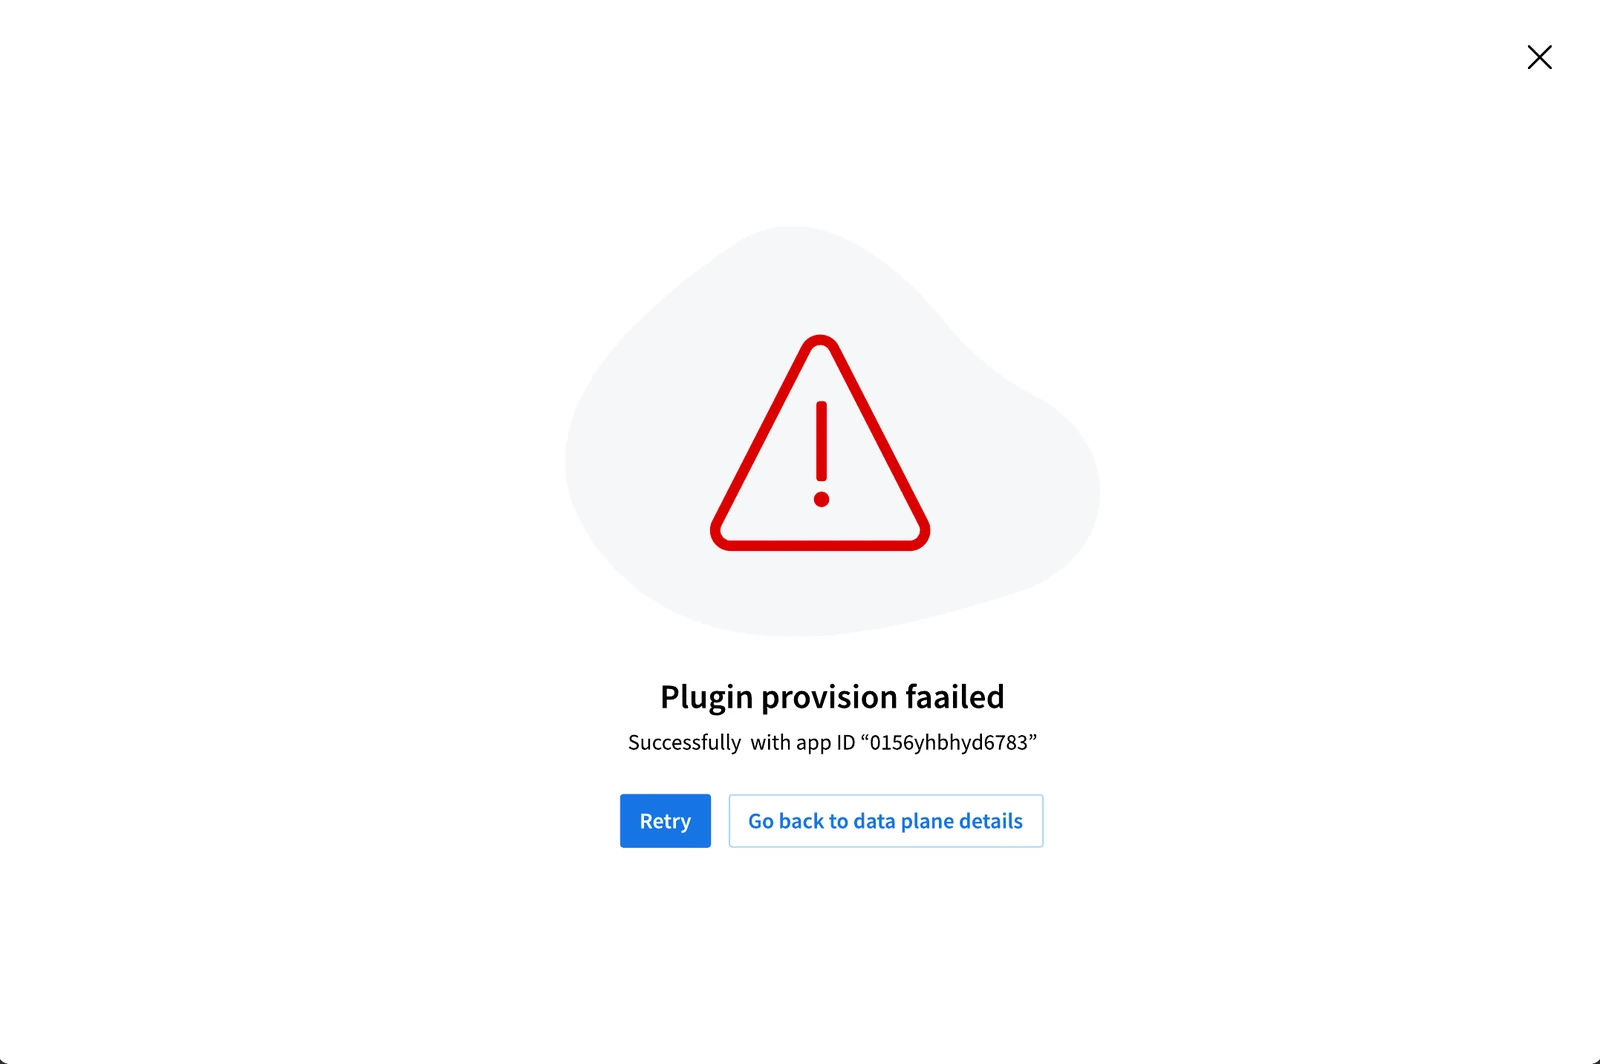 Plugin provision faailed
Successfully  with app ID “0156yhbhyd6783”
Retry
Go back to data plane details